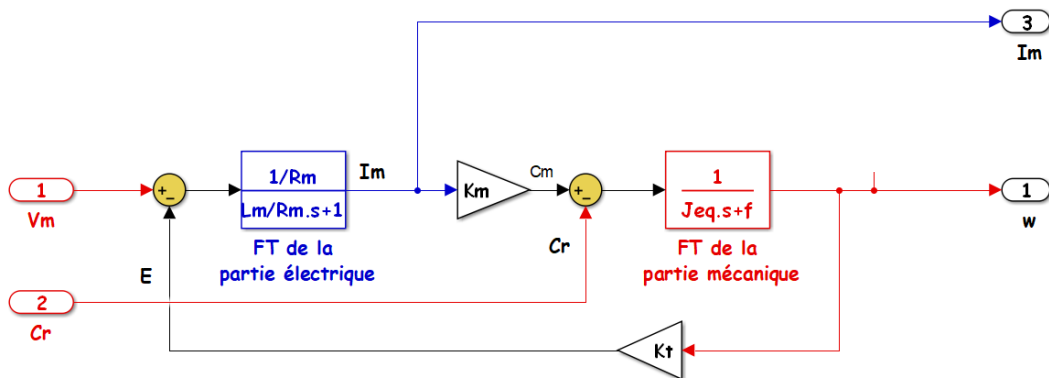 3
Im
1
Vm
+
−
1/Rm
Lm/Rm.s+1
FT de la
partie électrique
Im
Km
Cm
+
−
Cr
1
Jeq.s+f
FT de la
partie mécanique
1
w
E
2
Cr
Kt